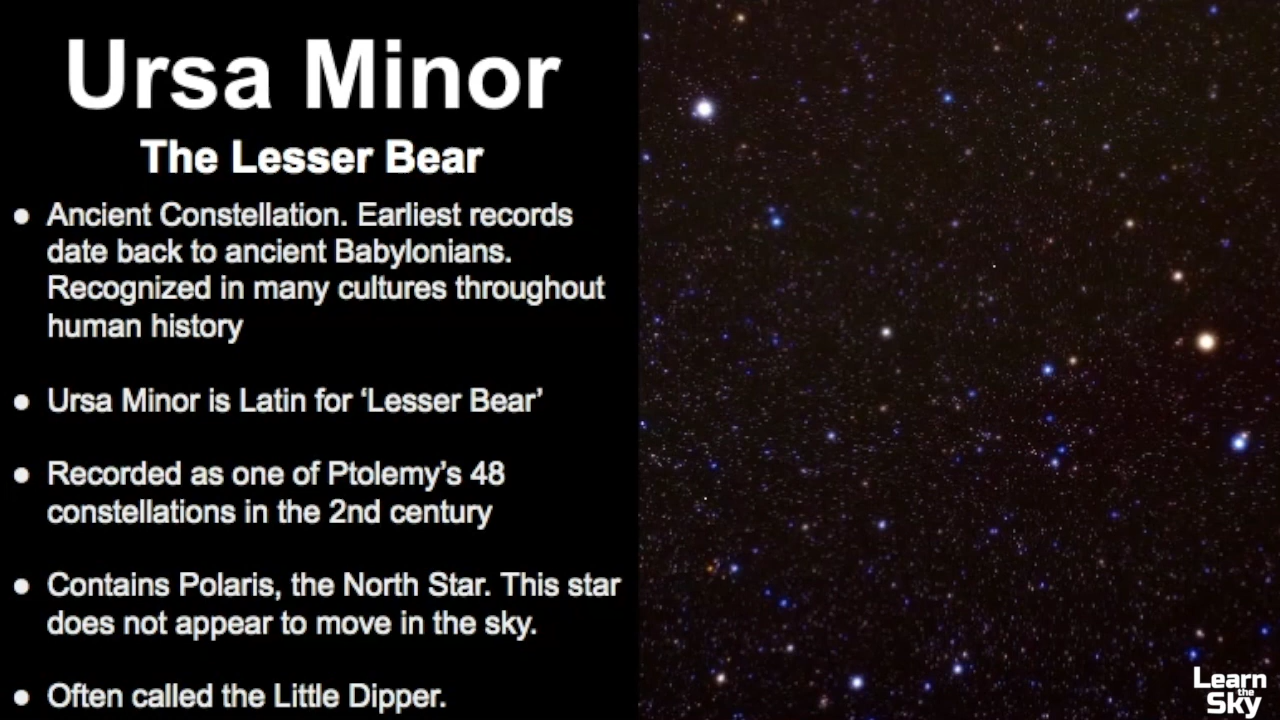 Ursa Minor
The Lesser Bear
● Ancient Constellation. Earliest records
date back to ancient Babylonians.
Recognized in many cultures throughout
human history
● Ursa Minor is Latin for ‘Lesser Bear’
● Recorded as one of Ptolemy’s 48
constellations in the 2nd century
● Contains Polaris, the North Star. This star
does not appear to move in the sky.
● Often called the Little Dipper.
Learn
the
Sky